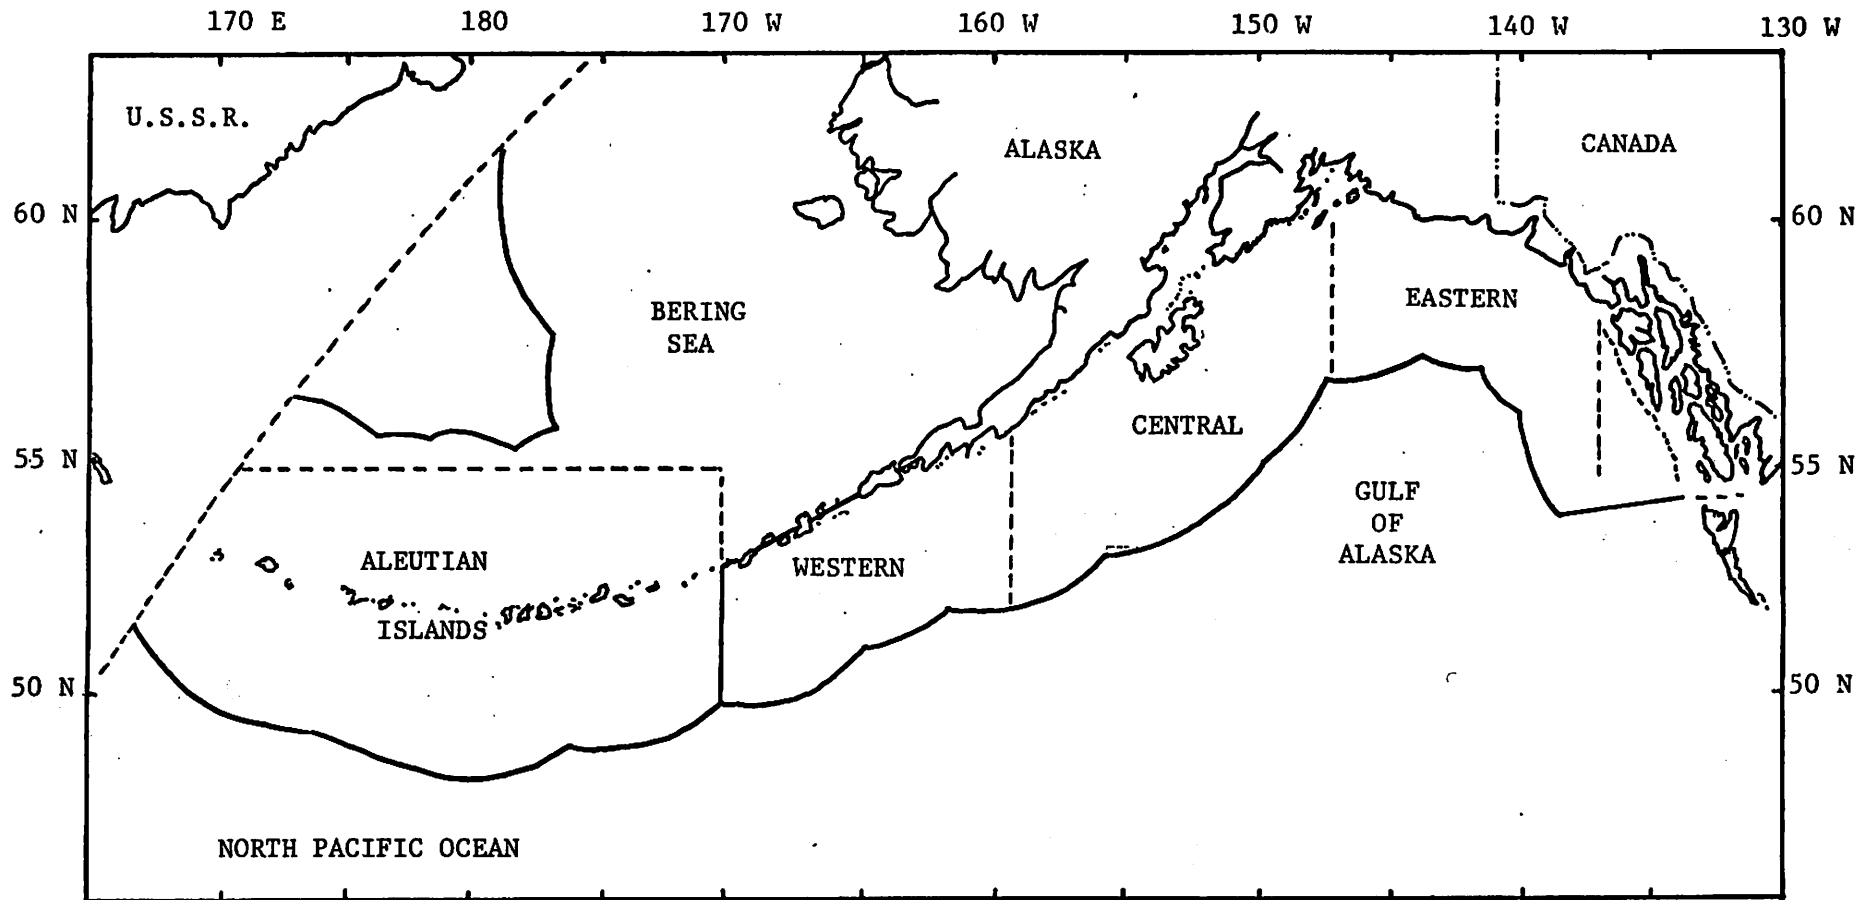 170 E 180 170 W 160 W 150 W 140 W 130 W
U.S.S.R.
ALASKA
CANADA
60 N
60 N
BERING
SEA
EASTERN
CENTRAL
55 N
55 N
GULF
OF
ALASKA
ALEUTIAN
ISLANDS
WESTERN
50 N
50 N
NORTH PACIFIC OCEAN